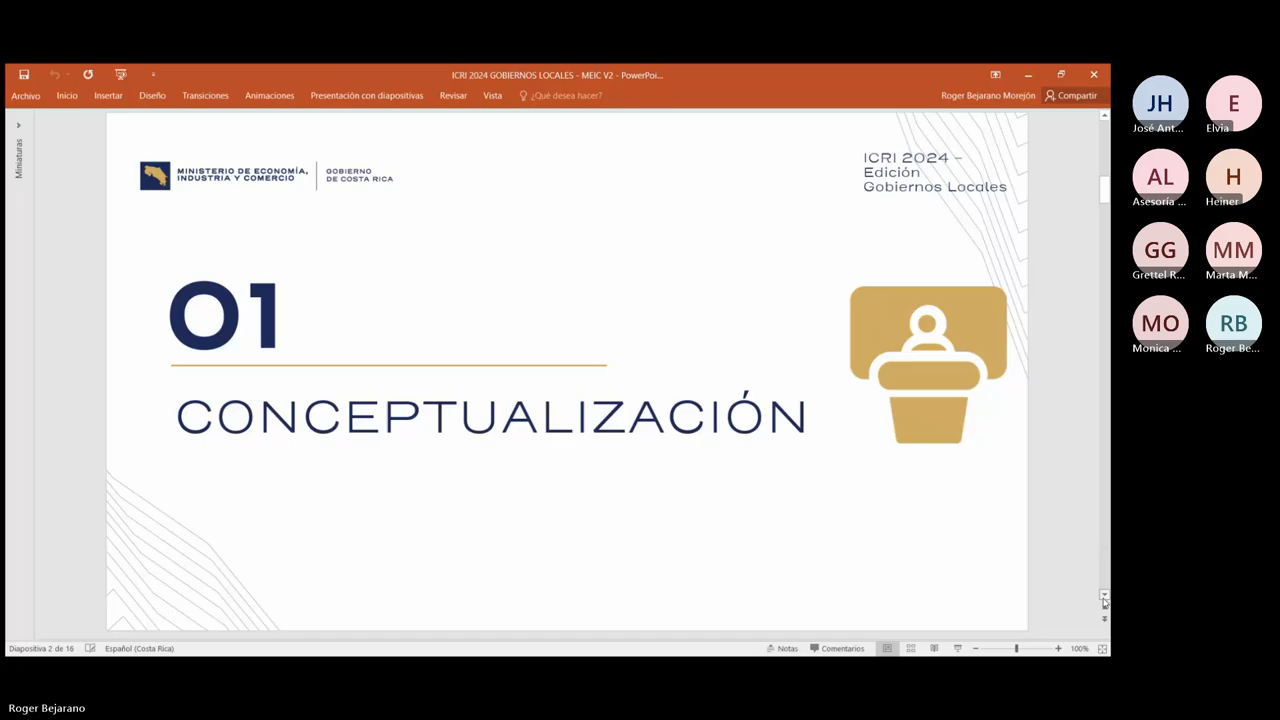 ICRI 2024 GOBIERNOS LOCALES - MEIC V2 - PowerPoi...
Archivo Inicio Insertar Diseño Transiciones Animaciones Presentación con diapositivas Revisar Vista ¿Qué desea hacer? Roger Bejarano Morejón Compartir
Miniaturas
MINISTERIO DE ECONOMÍA,
INDUSTRIA Y COMERCIO
GOBIERNO
DE COSTA RICA
ICRI 2024 –
Edición
Gobiernos Locales
01
CONCEPTUALIZACIÓN
Diapositiva 2 de 16 Español (Costa Rica) Notas Comentarios 100%
JH E
José Ant... Elvia
AL H
Asesoría ... Heiner
GG MM
Grettel R... Marta M...
MO RB
Monica ... Roger Be...
Roger Bejarano